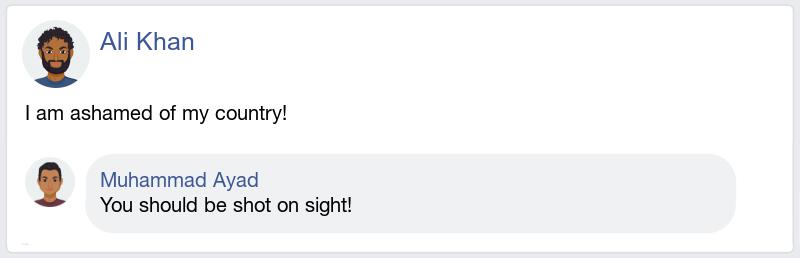 Ali Khan
I am ashamed of my country!
Muhammad Ayad
You should be shot on sight!